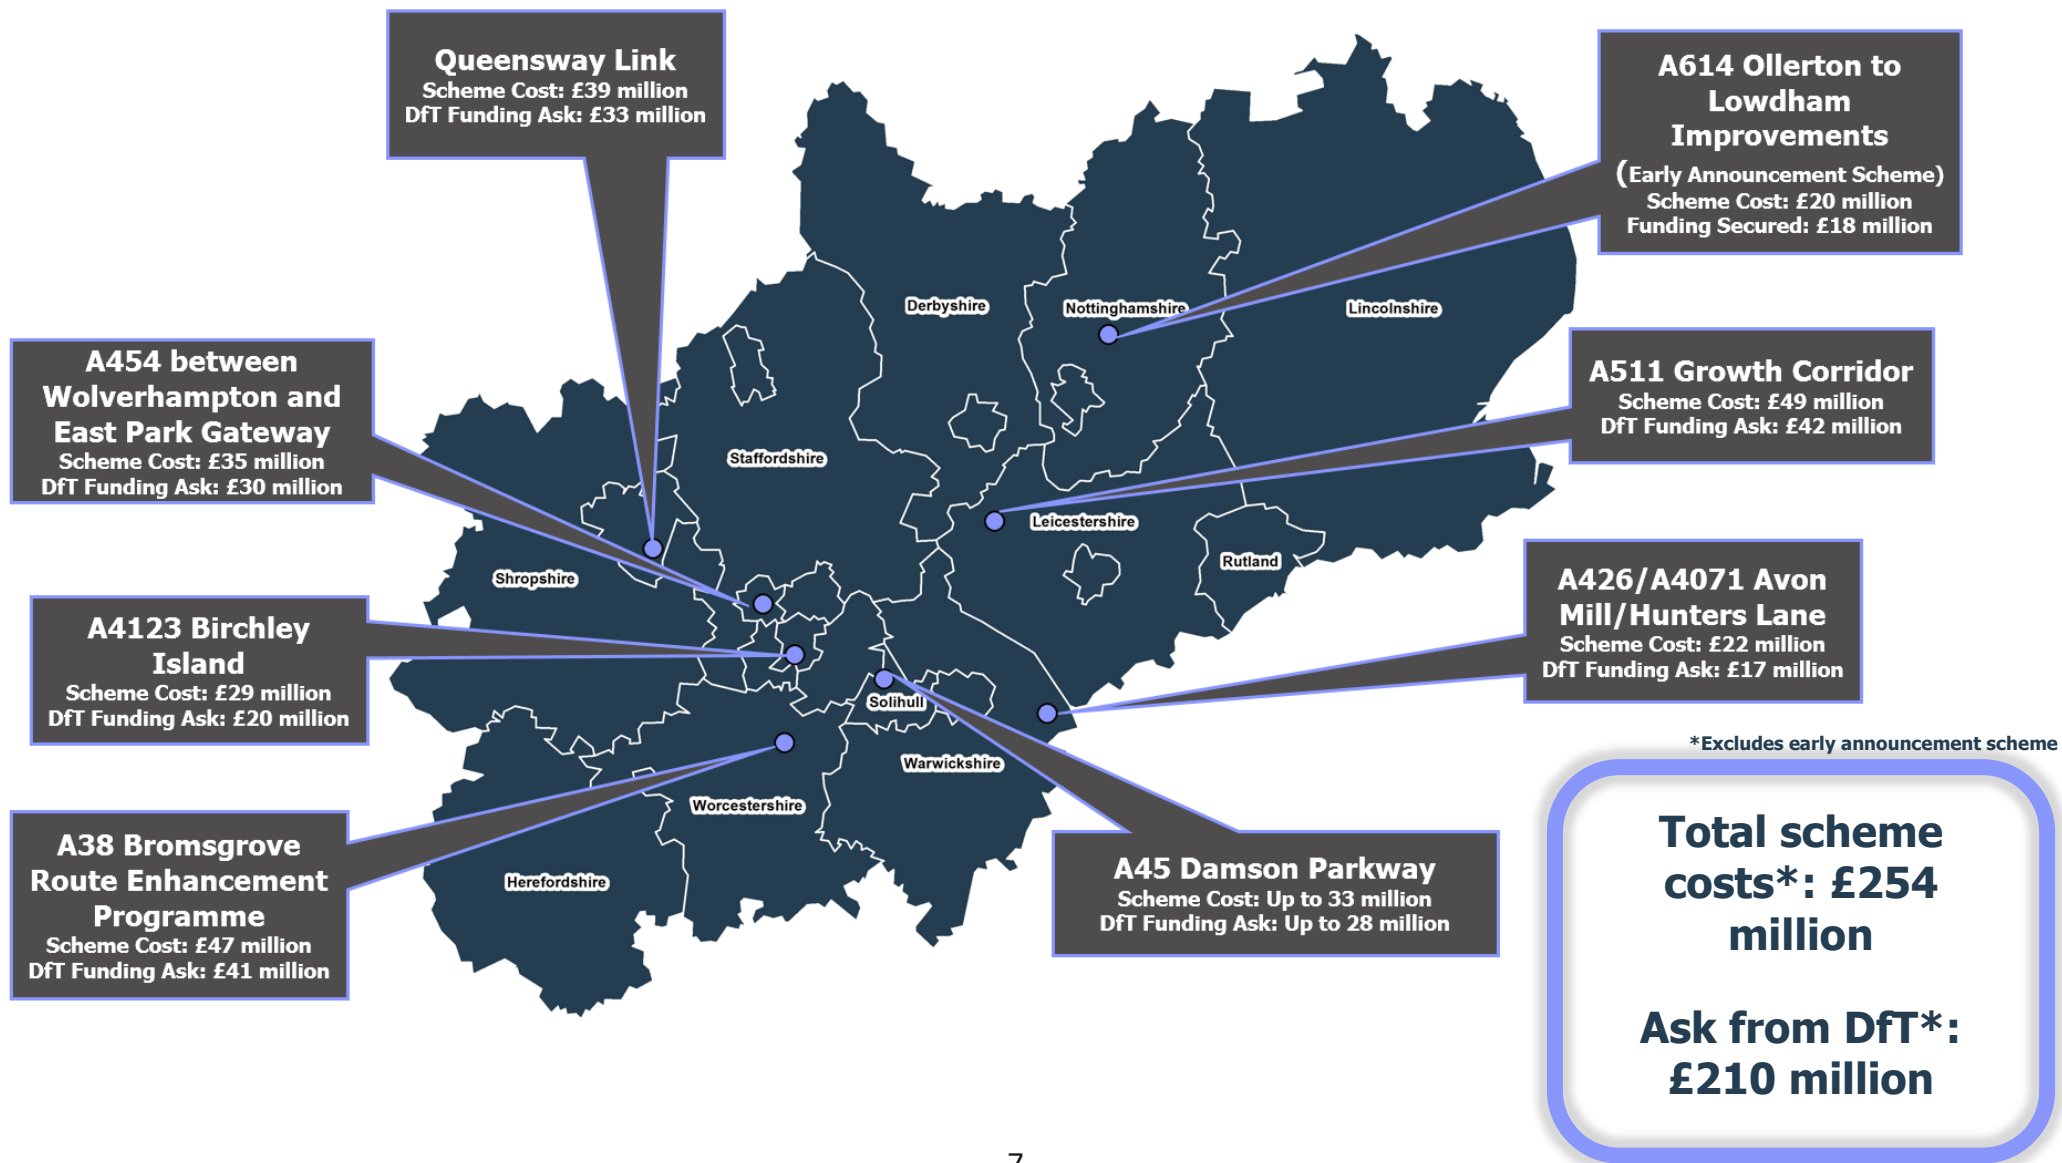 Queensway Link
Scheme Cost: £39 million
DfT Funding Ask: £33 million
A614 Ollerton to
Lowdham
Improvements
(Early Announcement Scheme)
Scheme Cost: £20 million
Funding Secured: £18 million
A454 between
Wolverhampton and
East Park Gateway
Scheme Cost: £35 million
DfT Funding Ask: £30 million
A511 Growth Corridor
Scheme Cost: £49 million
DfT Funding Ask: £42 million
A4123 Birchley
Island
Scheme Cost: £29 million
DfT Funding Ask: £20 million
A426/A4071 Avon
Mill/Hunters Lane
Scheme Cost: £22 million
DfT Funding Ask: £17 million
A38 Bromsgrove
Route Enhancement
Programme
Scheme Cost: £47 million
DfT Funding Ask: £41 million
A45 Damson Parkway
Scheme Cost: Up to 33 million
DfT Funding Ask: Up to 28 million
Derbyshire
Nottinghamshire
Lincolnshire
Staffordshire
Leicestershire
Rutland
Shropshire
Solihull
Warwickshire
Worcestershire
Herefordshire
*Excludes early announcement scheme
Total scheme
costs*: £254
million
Ask from DfT*:
£210 million
7